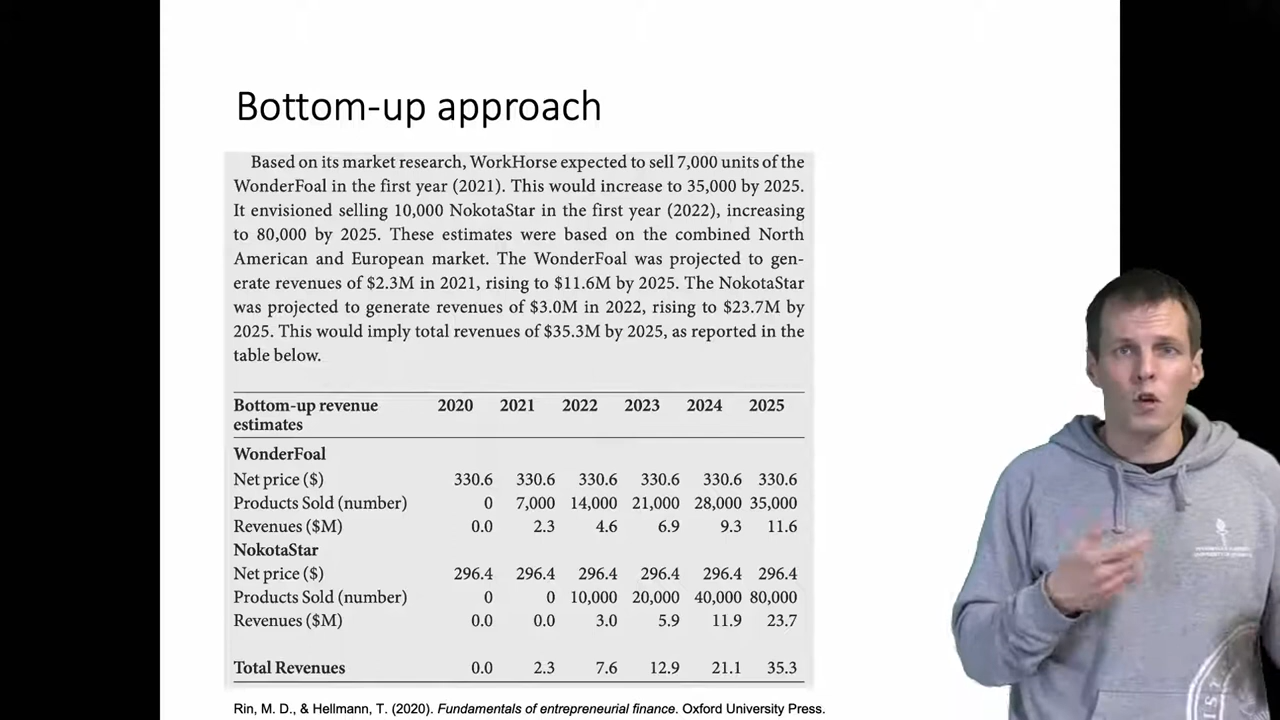 Bottom-up approach
Based on its market research, WorkHorse expected to sell 7,000 units of the
WonderFoal in the first year (2021). This would increase to 35,000 by 2025.
It envisioned selling 10,000 NokotaStar in the first year (2022), increasing
to 80,000 by 2025. These estimates were based on the combined North
American and European market. The WonderFoal was projected to gen-
erate revenues of $2.3M in 2021, rising to $11.6M by 2025. The NokotaStar
was projected to generate revenues of $3.0M in 2022, rising to $23.7M by
2025. This would imply total revenues of $35.3M by 2025, as reported in the
table below.
Bottom-up revenue estimates 2020 2021 2022 2023 2024 2025
WonderFoal
Net price ($) 330.6 330.6 330.6 330.6 330.6 330.6
Products Sold (number) 0 7,000 14,000 21,000 28,000 35,000
Revenues ($M) 0.0 2.3 4.6 6.9 9.3 11.6
NokotaStar
Net price ($) 296.4 296.4 296.4 296.4 296.4 296.4
Products Sold (number) 0 0 10,000 20,000 40,000 80,000
Revenues ($M) 0.0 0.0 3.0 5.9 11.9 23.7
Total Revenues 0.0 2.3 7.6 12.9 21.1 35.3
Rin, M. D., & Hellmann, T. (2020). Fundamentals of entrepreneurial finance. Oxford University Press.